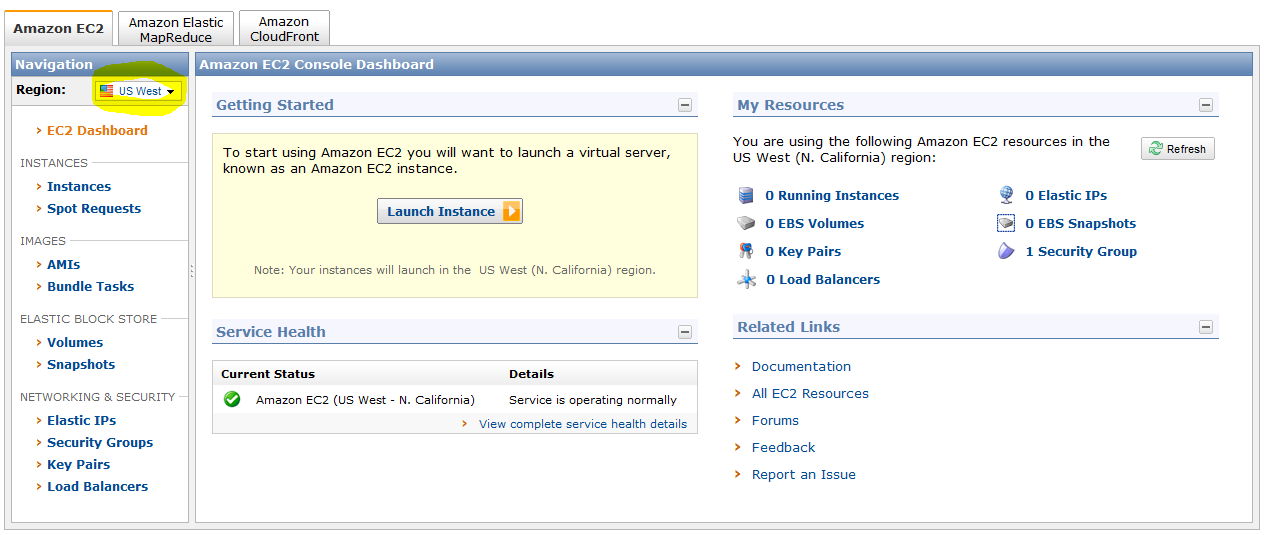 Amazon EC2
Amazon Elastic
MapReduce
Amazon
CloudFront
Navigation
Region:
US West
EC2 Dashboard
INSTANCES
Instances
Spot Requests
IMAGES
AMIs
Bundle Tasks
ELASTIC BLOCK STORE
Volumes
Snapshots
NETWORKING & SECURITY
Elastic IPs
Security Groups
Key Pairs
Load Balancers
Amazon EC2 Console Dashboard
Getting Started
To start using Amazon EC2 you will want to launch a virtual server,
known as an Amazon EC2 instance.
Launch Instance
Note: Your instances will launch in the US West (N. California) region.
Service Health
Current Status Details
Amazon EC2 (US West - N. California) Service is operating normally
View complete service health details
My Resources
You are using the following Amazon EC2 resources in the
US West (N. California) region:
Refresh
0 Running Instances 0 Elastic IPs
0 EBS Volumes 0 EBS Snapshots
0 Key Pairs 1 Security Group
0 Load Balancers
Related Links
Documentation
All EC2 Resources
Forums
Feedback
Report an Issue